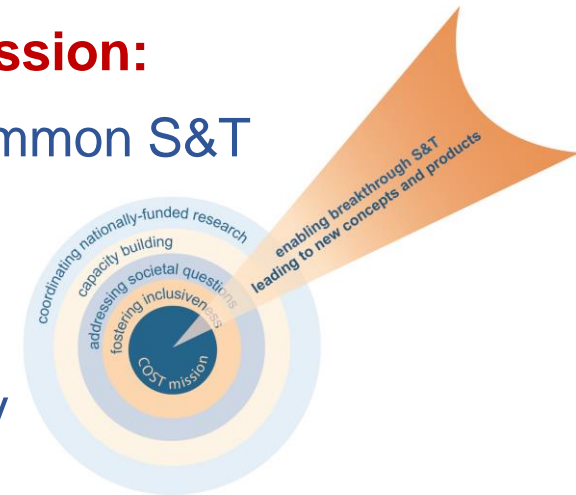 ssion:
mmon S&T
enabling breakthrough S&T
leading to new concepts and products
coordinating nationally-funded research
capacity building
addressing societal questions
fostering inclusiveness
COST mission
y